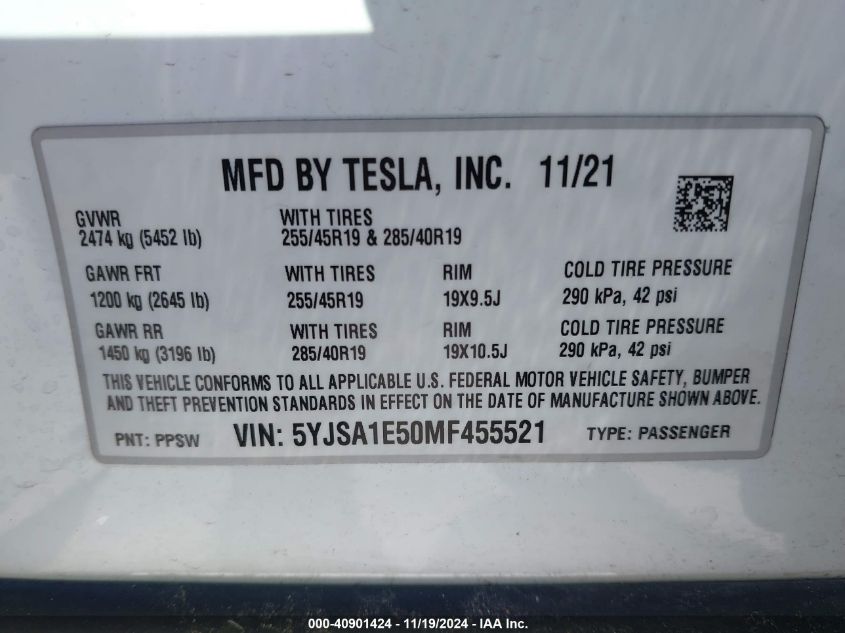 MFD BY TESLA, INC. 11/21
GVWR WITH TIRES
2474 kg (5452 lb) 255/45R19 & 285/40R19
GAWR FRT WITH TIRES RIM COLD TIRE PRESSURE
1200 kg (2645 lb) 255/45R19 19X9.5J 290 kPa, 42 psi
GAWR RR WITH TIRES RIM COLD TIRE PRESSURE
1450 kg (3196 lb) 285/40R19 19X10.5J 290 kPa, 42 psi
THIS VEHICLE CONFORMS TO ALL APPLICABLE U.S. FEDERAL MOTOR VEHICLE SAFETY, BUMPER
AND THEFT PREVENTION STANDARDS IN EFFECT ON THE DATE OF MANUFACTURE SHOWN ABOVE.
PNT: PPSW VIN: 5YJSA1E50MF455521 TYPE: PASSENGER
000-40901424 - 11/19/2024 - IAA Inc.